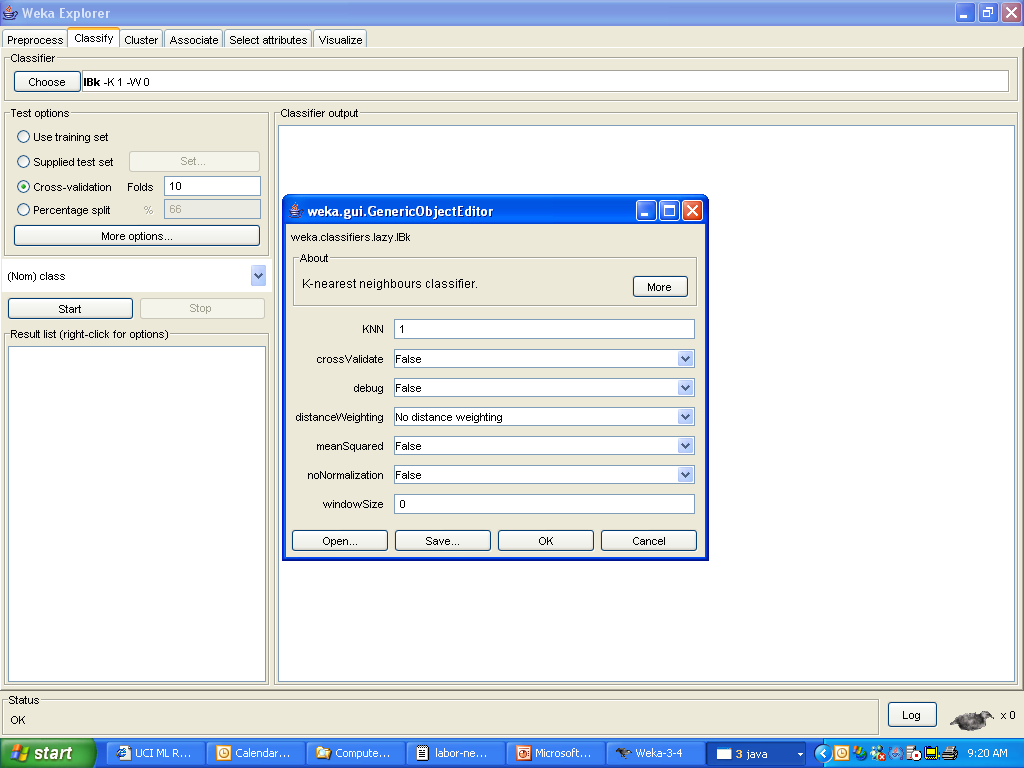 Weka Explorer
Preprocess Classify Cluster Associate Select attributes Visualize
Classifier
Choose IBk -K 1 -W 0
Test options
Use training set
Supplied test set Set...
Cross-validation Folds 10
Percentage split % 66
More options...
(Nom) class
Start Stop
Result list (right-click for options)
Classifier output
weka.gui.GenericObjectEditor
weka.classifiers.lazy.IBk
About
K-nearest neighbours classifier.
More
KNN 1
crossValidate False
debug False
distanceWeighting No distance weighting
meanSquared False
noNormalization False
windowSize 0
Open... Save... OK Cancel
Status
OK
Log
x 0
start UCI ML R... Calendar... Compute... labor-ne... Microsoft... Weka-3-4 3 java 9:20 AM